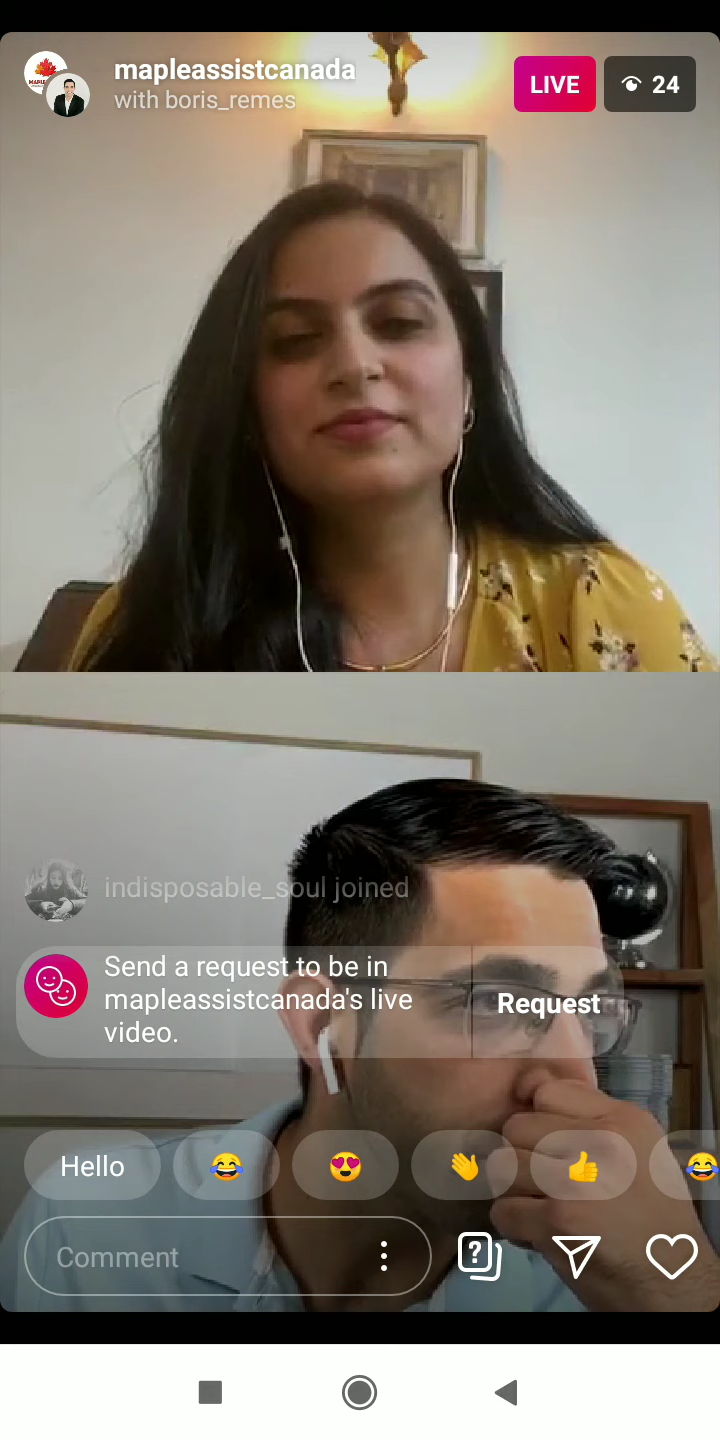 mapleassistcanada
with boris_remes
LIVE
24
indisposable_soul joined
Send a request to be in
mapleassistcanada's live
video.
Request
Hello
Comment
?